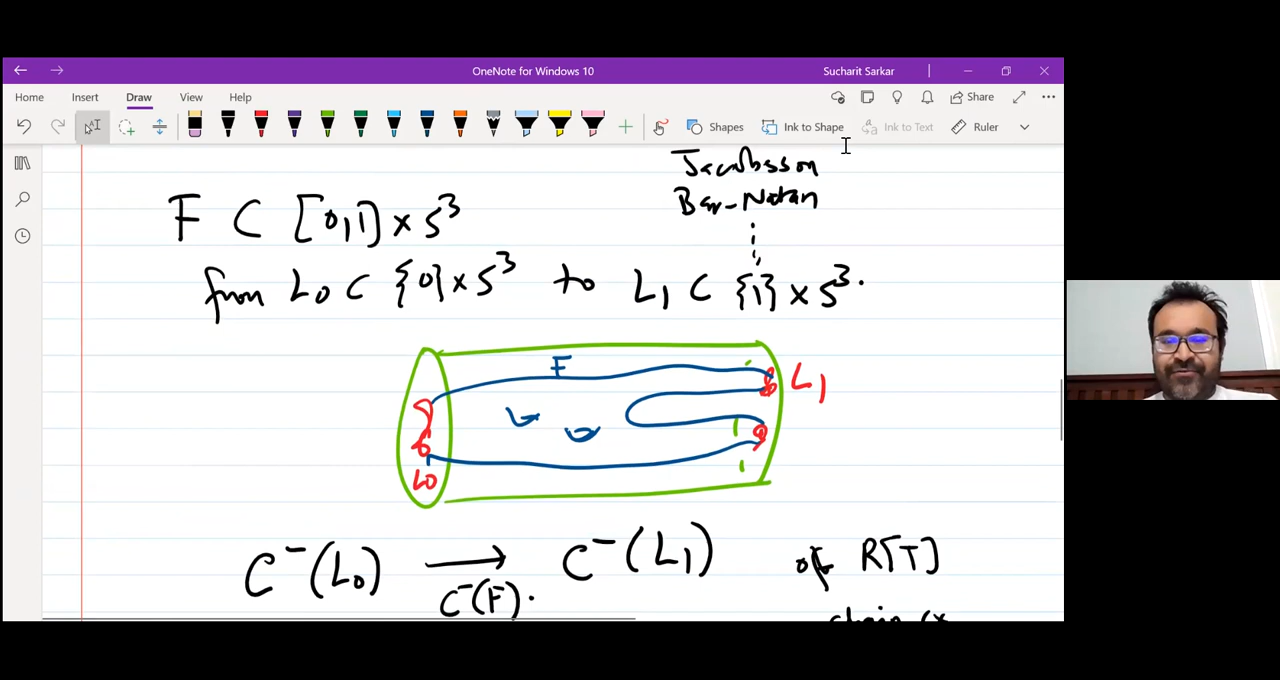 OneNote for Windows 10
Sucharit Sarkar
Home Insert Draw View Help
Share
Shapes Ink to Shape Ink to Text Ruler
Jacobsson
Bar-Natan
F ⊂ [0,1] × S³
from L₀ ⊂ {0} × S³ to L₁ ⊂ {1} × S³.
F
L₁
L₀
C⁻(L₀) → C⁻(L₁) of R[T]
C⁻(F).
chain cx